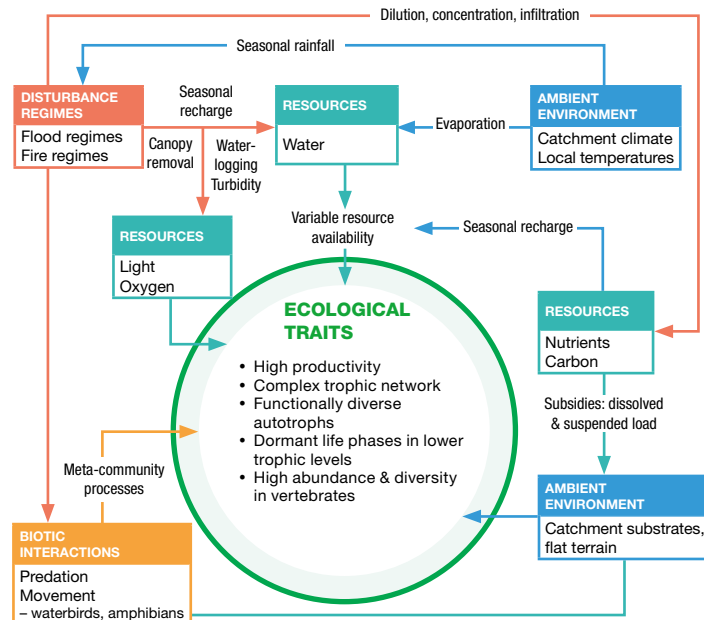 Dilution, concentration, infiltration
Seasonal rainfall
DISTURBANCE
REGIMES
Flood regimes
Fire regimes
Seasonal
recharge
Canopy
removal
Water-
logging
Turbidity
RESOURCES
Water
Evaporation
AMBIENT
ENVIRONMENT
Catchment climate
Local temperatures
RESOURCES
Light
Oxygen
Variable resource
availability
Seasonal recharge
RESOURCES
Nutrients
Carbon
ECOLOGICAL
TRAITS
• High productivity
• Complex trophic network
• Functionally diverse
autotrophs
• Dormant life phases in lower
trophic levels
• High abundance & diversity
in vertebrates
Subsidies: dissolved
& suspended load
Meta-community
processes
AMBIENT
ENVIRONMENT
Catchment substrates,
flat terrain
BIOTIC
INTERACTIONS
Predation
Movement
– waterbirds, amphibians